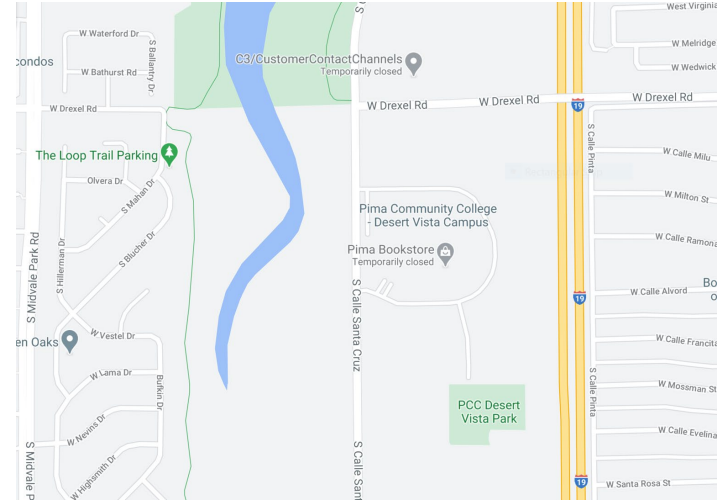 W Waterford Dr
S Ballantry Dr
condos
W Bathurst Rd
C3/CustomerContactChannels
Temporarily closed
S C
West Virginia
W Melridge
W Wedwick
W Drexel Rd
W Drexel Rd
W Drexel Rd
W Drexel Rd
19
The Loop Trail Parking
Olvera Dr
S Mahan Dr
S Calle Pinta
W Calle Milu
W Milton St
Pima Community College
- Desert Vista Campus
Pima Bookstore
Temporarily closed
S Midvale Park Rd
S Hillerman Dr
S Blucher Dr
W Calle Ramona
Bo
o
W Calle Alvord
19
S Calle Santa Cruz
en Oaks
W Vestel Dr
W Calle Francita
W Lama Dr
Bufkin Dr
S Calle Pinta
W Mossman St
PCC Desert
Vista Park
W Nevins Dr
W Calle Evelina
W Highsmith Dr
S Midvale P
S Calle Sant
19
W Santa Rosa St